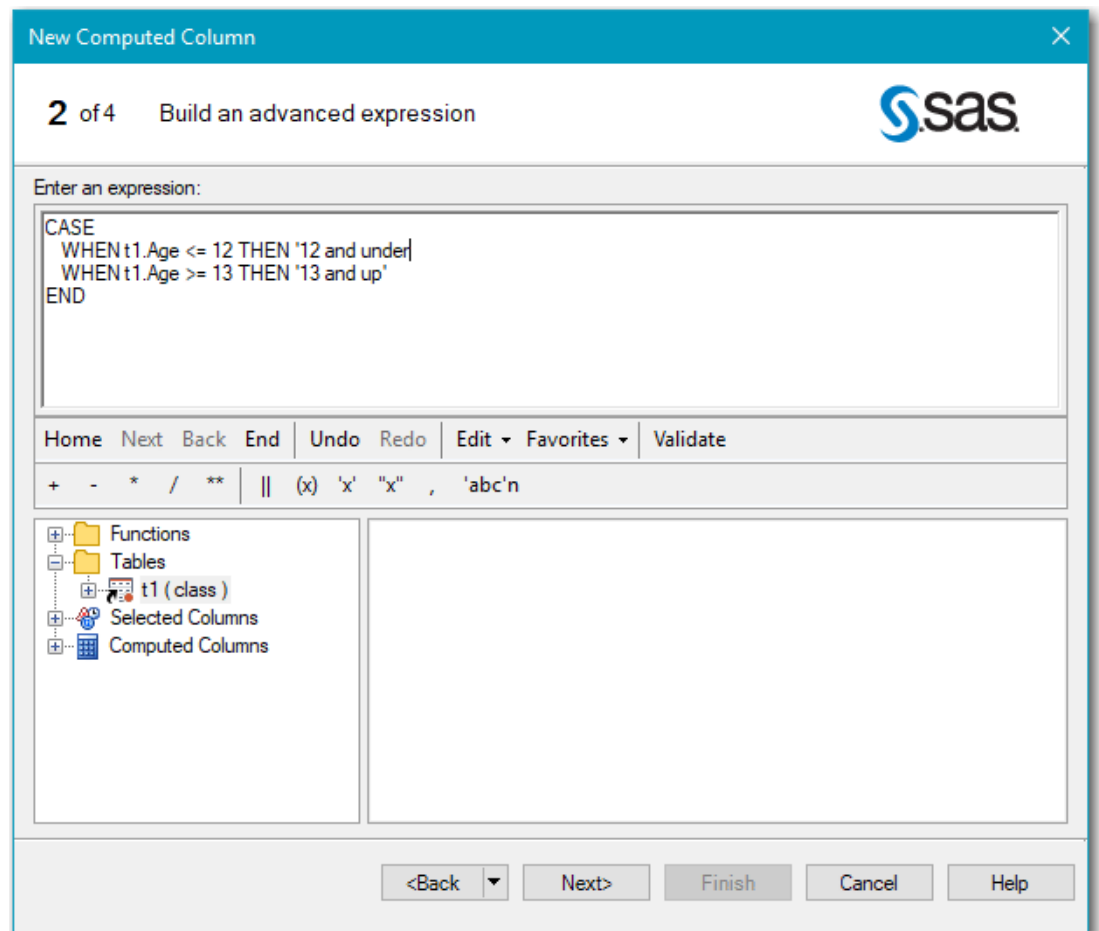 New Computed Column
2 of 4 Build an advanced expression
sas
Enter an expression:
CASE
WHEN t1.Age <= 12 THEN '12 and under
WHEN t1.Age >= 13 THEN '13 and up'
END
Home Next Back End Undo Redo Edit Favorites Validate
+ - * / ** || (x) 'x' "x" , 'abc'n
Functions
Tables
t1 ( class )
Selected Columns
Computed Columns
<Back Next> Finish Cancel Help